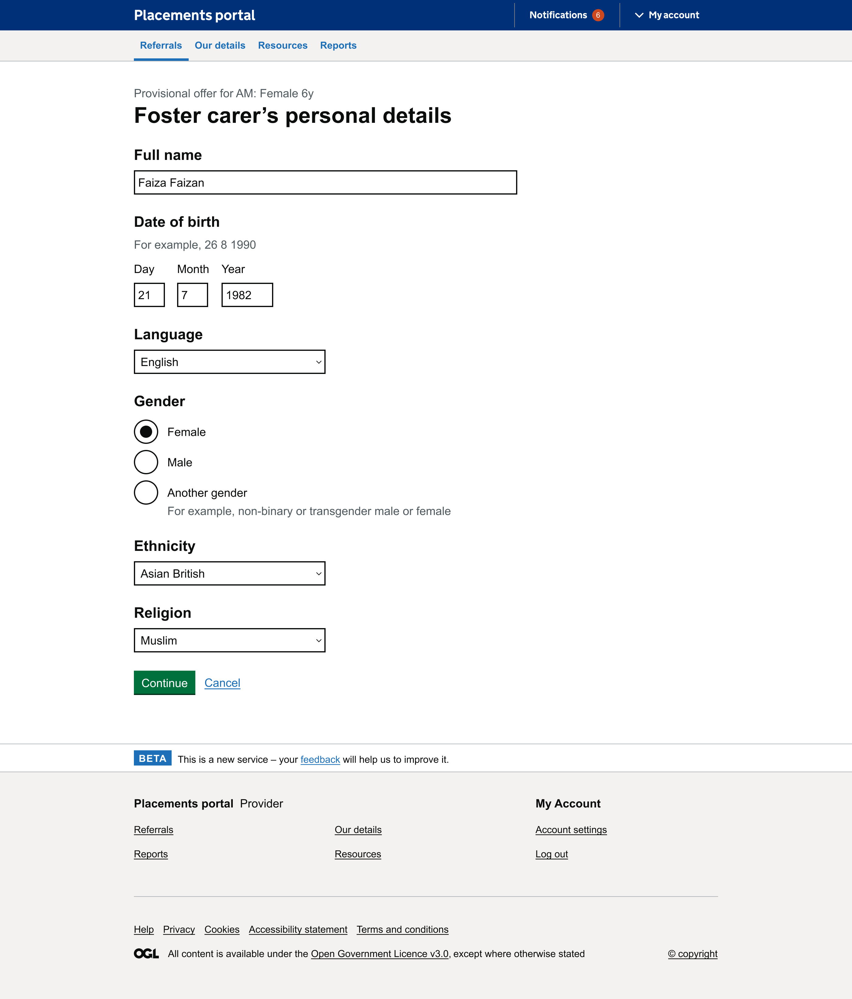 Placements portal
Notifications 6
My account
Referrals Our details Resources Reports
Provisional offer for AM: Female 6y
Foster carer’s personal details
Full name
Faiza Faizan
Date of birth
For example, 26 8 1990
Day Month Year
21 7 1982
Language
English
Gender
Female
Male
Another gender
For example, non-binary or transgender male or female
Ethnicity
Asian British
Religion
Muslim
Continue Cancel
BETA This is a new service – your feedback will help us to improve it.
Placements portal Provider My Account
Referrals Our details Account settings
Reports Resources Log out
Help Privacy Cookies Accessibility statement Terms and conditions
OGL All content is available under the Open Government Licence v3.0, except where otherwise stated © copyright